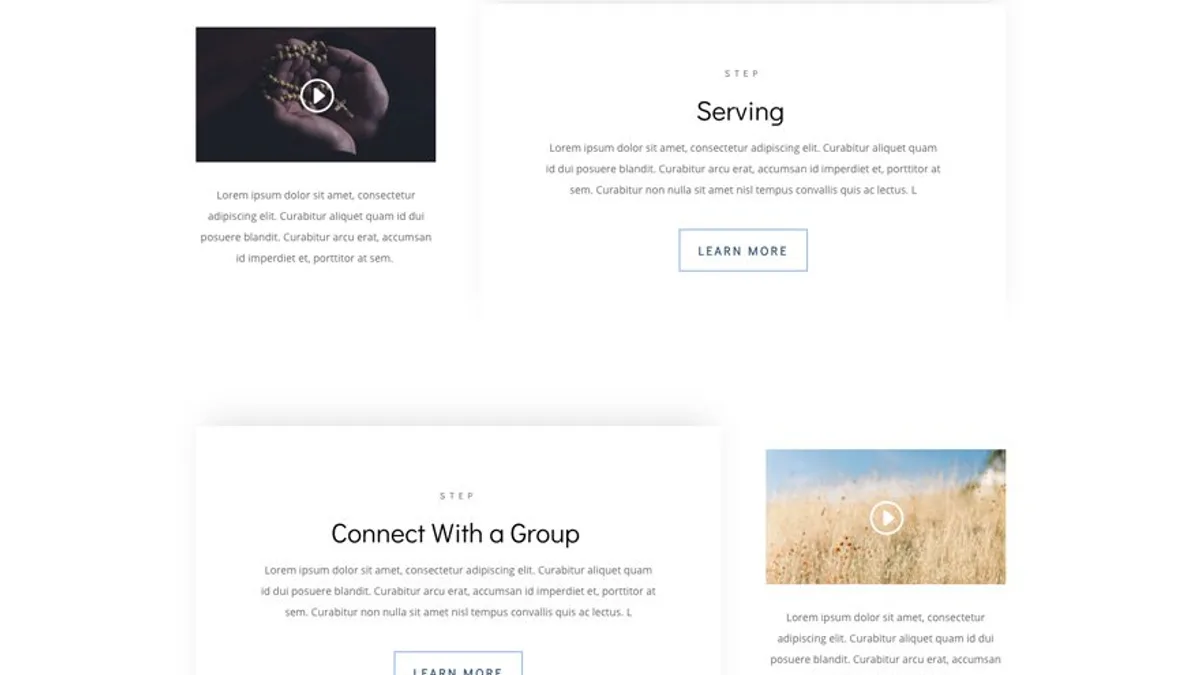 STEP
Serving
Lorem ipsum dolor sit amet, consectetur adipiscing elit. Curabitur aliquet quam
id dui posuere blandit. Curabitur arcu erat, accumsan id imperdiet et, porttitor at
sem. Curabitur non nulla sit amet nisl tempus convallis quis ac lectus. L
LEARN MORE
Lorem ipsum dolor sit amet, consectetur
adipiscing elit. Curabitur aliquet quam id dui
posuere blandit. Curabitur arcu erat, accumsan
id imperdiet et, porttitor at sem.
STEP
Connect With a Group
Lorem ipsum dolor sit amet, consectetur adipiscing elit. Curabitur aliquet quam
id dui posuere blandit. Curabitur arcu erat, accumsan id imperdiet et, porttitor at
sem. Curabitur non nulla sit amet nisl tempus convallis quis ac lectus. L
LEARN MORE
Lorem ipsum dolor sit amet, consectetur
adipiscing elit. Curabitur aliquet quam id dui
posuere blandit. Curabitur arcu erat, accumsan